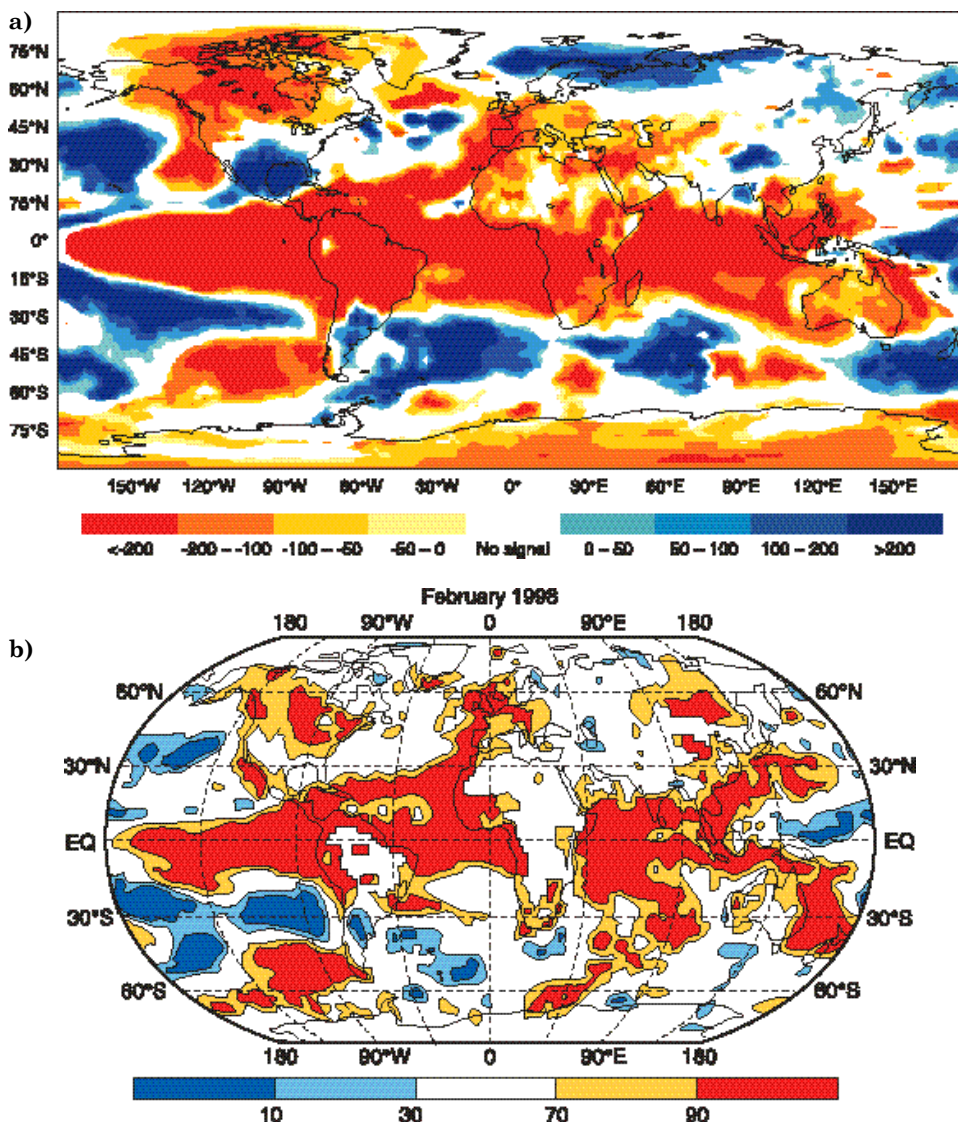 a)
75°N
60°N
45°N
30°N
15°N
0°
15°S
30°S
45°S
60°S
75°S
150°W 120°W 90°W 60°W 30°W 0° 30°E 60°E 90°E 120°E 150°E
<-200 -200 – -100 -100 – -50 -50 – 0 No signal 0 – 50 50 – 100 100 – 200 >200
February 1998
b)
180 90°W 0 90°E 180
60°N 60°N
30°N 30°N
EQ EQ
30°S 30°S
60°S 60°S
180 90°W 0 90°E 180
10 30 70 90